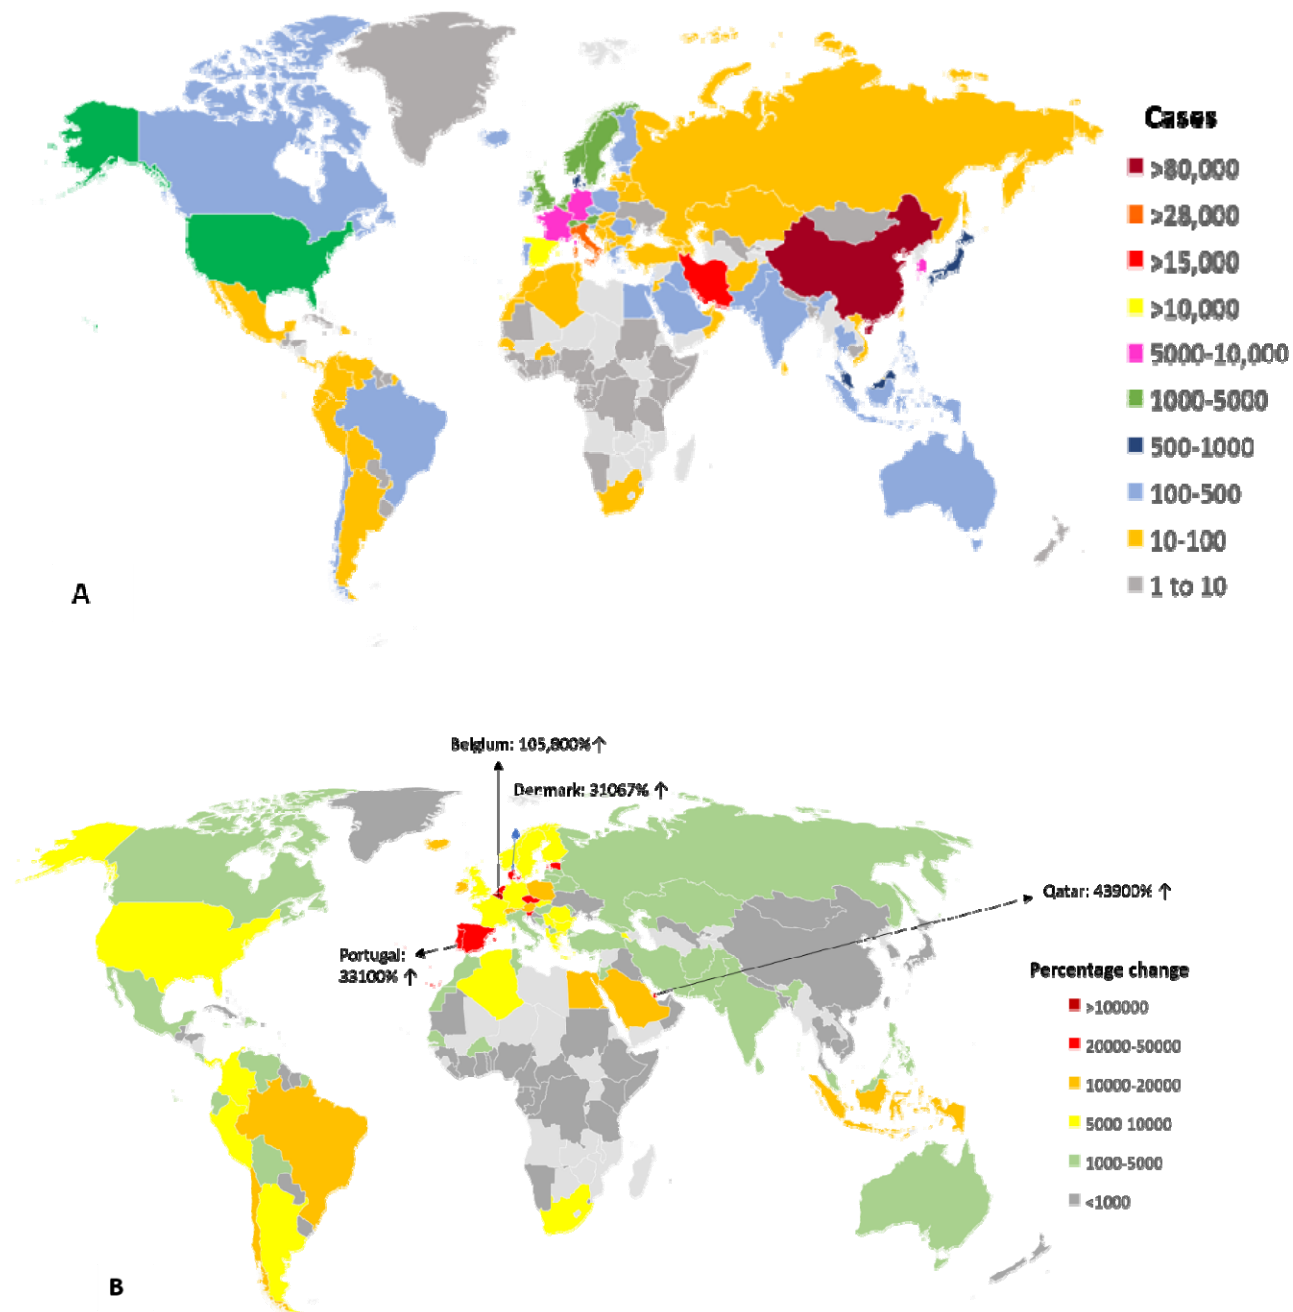 Cases
>80,000
>28,000
>15,000
>10,000
5000-10,000
1000-5000
500-1000
100-500
10-100
1 to 10
A
Belgium: 105,800% ↑
Denmark: 31067% ↑
Qatar: 43900% ↑
Portugal:
33100% ↑
Percentage change
>100000
20000-50000
10000-20000
5000 10000
1000-5000
<1000
B